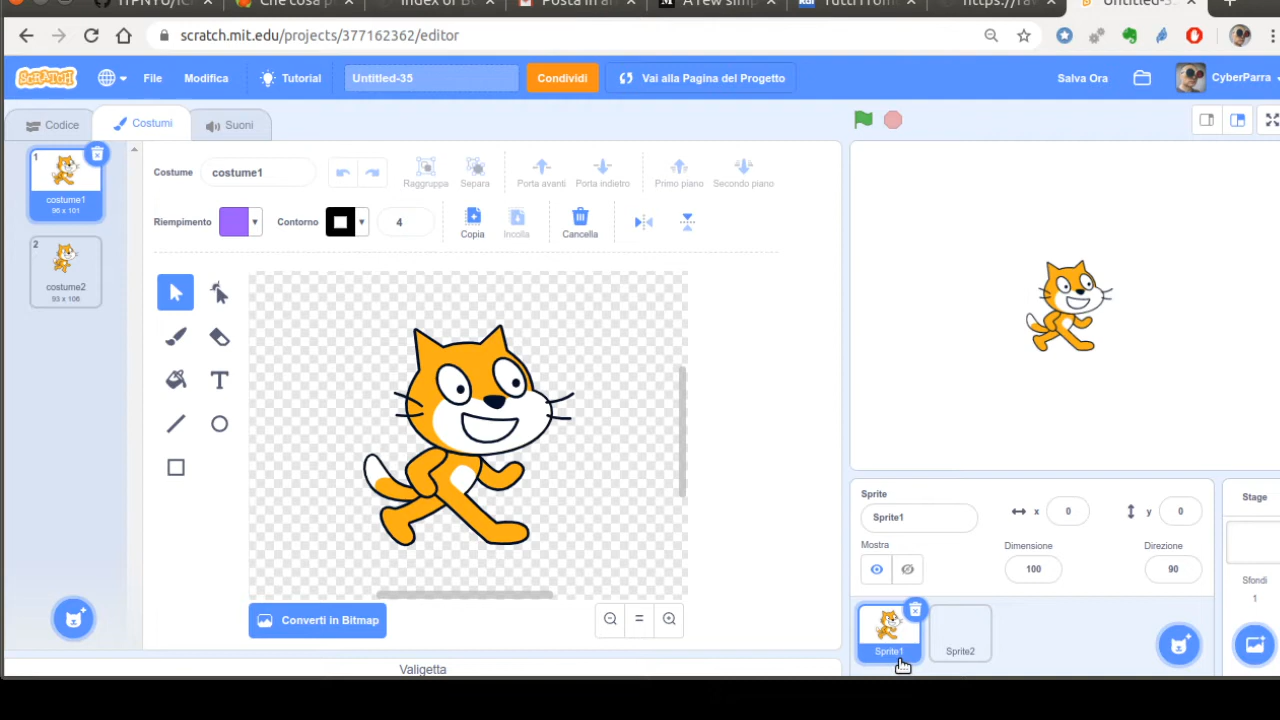 Che cosa p
Index of
Posta in ar
A few simp
Tutti i rom
https://ra
Untitled-3
scratch.mit.edu/projects/377162362/editor
SCRATCH File Modifica Tutorial Untitled-35 Condividi Vai alla Pagina del Progetto Salva Ora CyberParra
Codice Costumi Suoni
1
costume1
96 x 101
2
costume2
93 x 106
Costume costume1 Raggruppa Separa Porta avanti Porta indietro Primo piano Secondo piano
Riempimento Contorno 4 Copia Incolla Cancella
T
Converti in Bitmap
Valigetta
Sprite
Sprite1 x 0 y 0
Mostra Dimensione Direzione
100 90
Sprite1 Sprite2
Stage
Sfondi
1